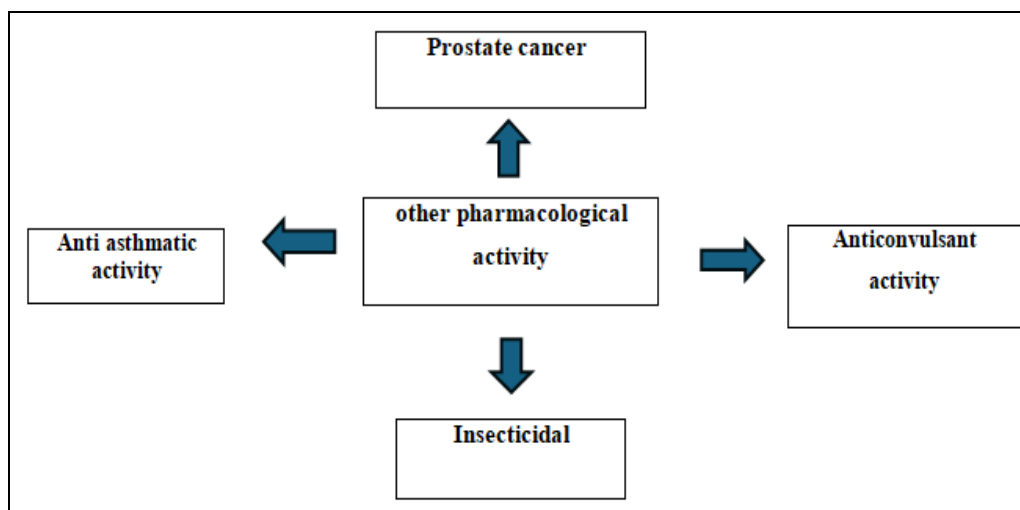 Prostate cancer
other pharmacological
activity
Anti asthmatic
activity
Anticonvulsant
activity
Insecticidal